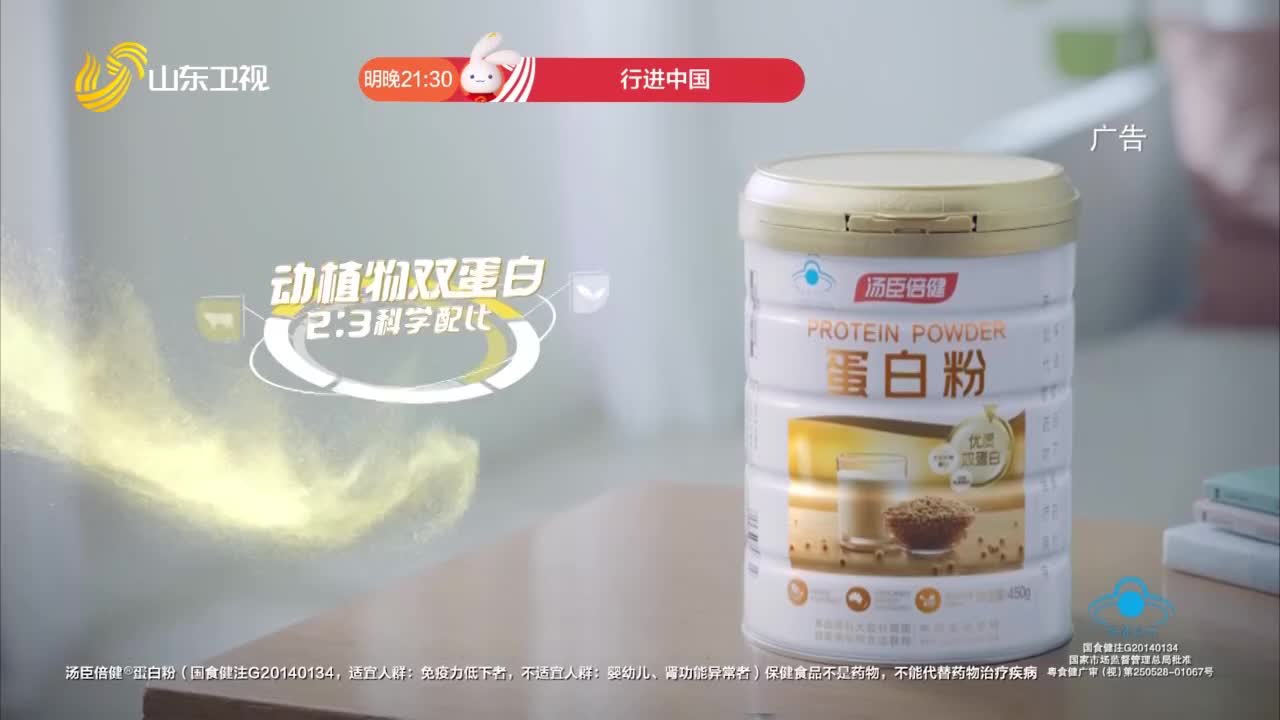 山东卫视
明晚21:30
行进中国
广告
动植物双蛋白
2:3科学配比
汤臣倍健
PROTEIN POWDER
蛋白粉
优质
双蛋白
450g
国食健注G20140134
国家市场监督管理总局批准
粤食健广审(视)第250528-01067号
汤臣倍健®蛋白粉(国食健注G20140134,适宜人群:免疫力低下者,不适宜人群:婴幼儿、肾功能异常者)保健食品不是药物,不能代替药物治疗疾病